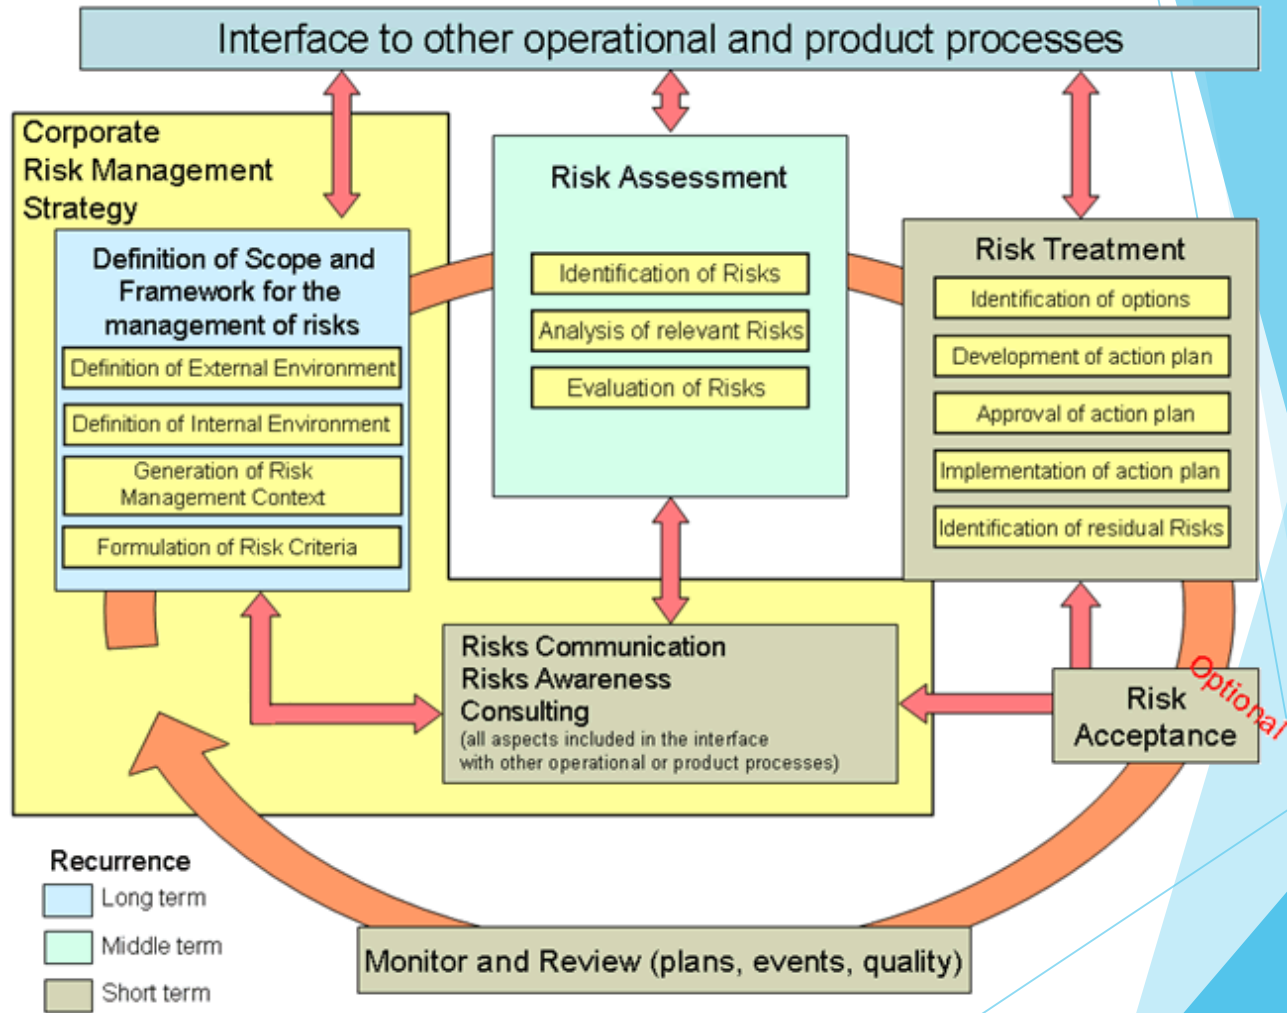 Interface to other operational and product processes
Corporate
Risk Management
Strategy
Definition of Scope and
Framework for the
management of risks
Definition of External Environment
Definition of Internal Environment
Generation of Risk
Management Context
Formulation of Risk Criteria
Risk Assessment
Identification of Risks
Analysis of relevant Risks
Evaluation of Risks
Risk Treatment
Identification of options
Development of action plan
Approval of action plan
Implementation of action plan
Identification of residual Risks
Risks Communication
Risks Awareness
Consulting
(all aspects included in the interface
with other operational or product processes)
Optional
Risk
Acceptance
Monitor and Review (plans, events, quality)
Recurrence
Long term
Middle term
Short term